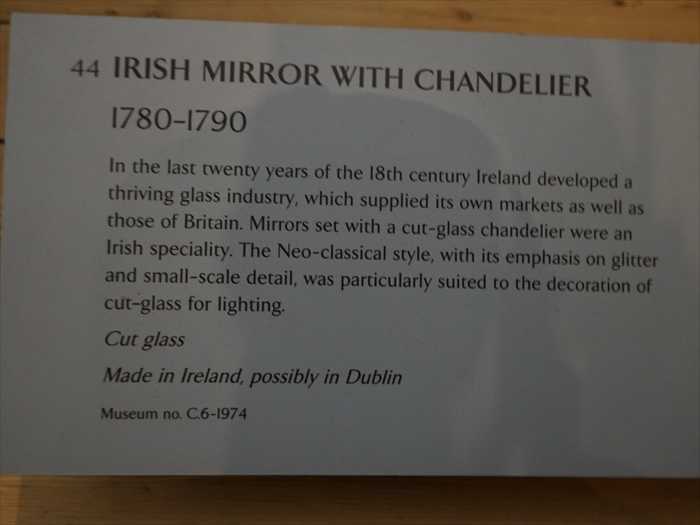 44 IRISH MIRROR WITH CHANDELIER
1780-1790
In the last twenty years of the 18th century Ireland developed a
thriving glass industry, which supplied its own markets as well as
those of Britain. Mirrors set with a cut-glass chandelier were an
Irish speciality. The Neo-classical style, with its emphasis on glitter
and small-scale detail, was particularly suited to the decoration of
cut-glass for lighting.
Cut glass
Made in Ireland, possibly in Dublin
Museum no. C.6-1974